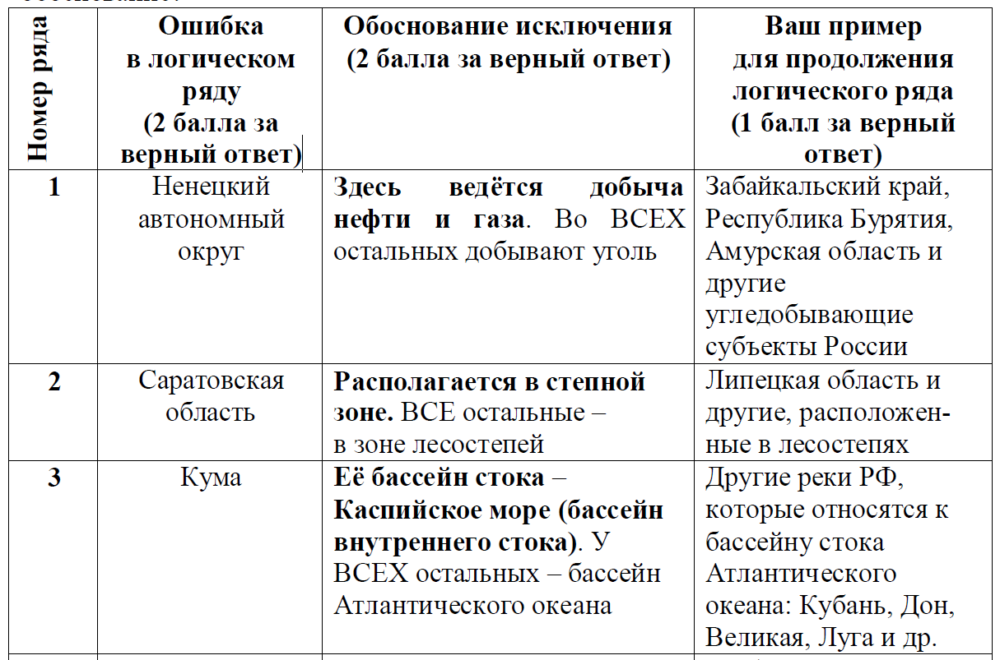 Номер ряда
Ошибка
в логическом
ряду
(2 балла за
верный ответ)
Обоснование исключения
(2 балла за верный ответ)
Ваш пример
для продолжения
логического ряда
(1 балл за верный
ответ)
1
Ненецкий
автономный
округ
Здесь ведётся добыча
нефти и газа. Во ВСЕХ
остальных добывают уголь
Забайкальский край,
Республика Бурятия,
Амурская область и
другие
угледобывающие
субъекты России
2
Саратовская
область
Располагается в степной
зоне. ВСЕ остальные –
в зоне лесостепей
Липецкая область и
другие, расположен-
ные в лесостепях
3
Кума
Её бассейн стока –
Каспийское море (бассейн
внутреннего стока). У
ВСЕХ остальных – бассейн
Атлантического океана
Другие реки РФ,
которые относятся к
бассейну стока
Атлантического
океана: Кубань, Дон,
Великая, Луга и др.